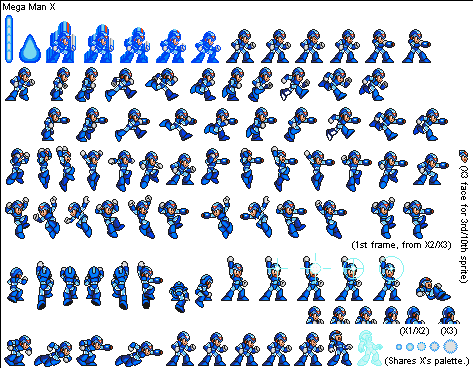 Mega Man X
(X3 face for 3rd/10th sprite)
(1st frame, from X2/X3)
(X1/X2) (X3)
(Shares X's palette.)